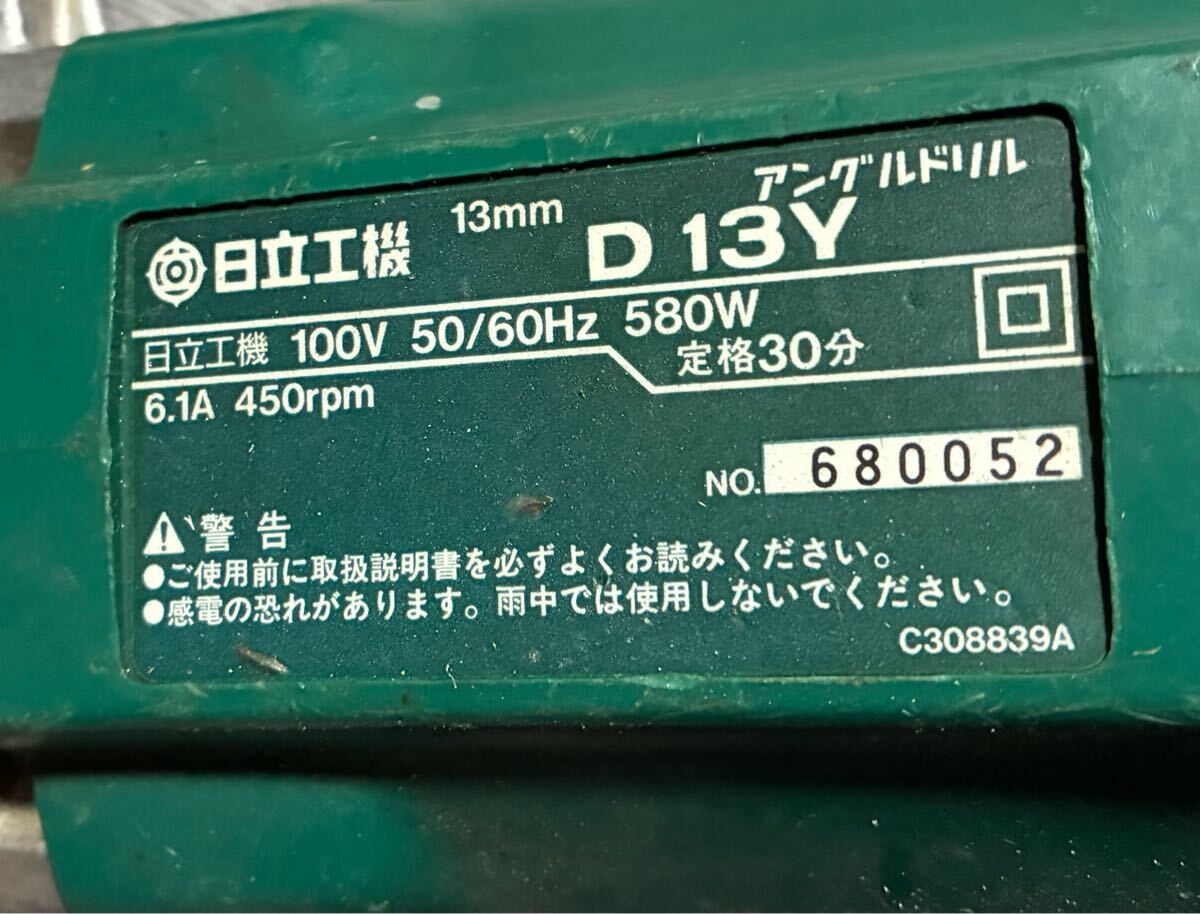 アングルドリル
日立工機 13mm D 13Y
日立工機 100V 50/60Hz 580W
定格30分
6.1A 450rpm
NO. 680052
警告
●ご使用前に取扱説明書を必ずよくお読みください。
●感電の恐れがあります。雨中では使用しないでください。
C308839A